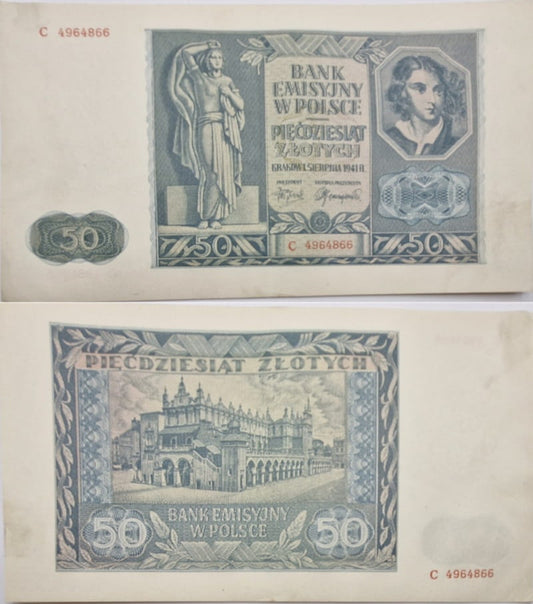 C 4964866
BANK
EMISYJNY
W POLSCE
PIĘĆDZIESIĄT
ZŁOTYCH
KRAKÓW 1. SIERPNIA 1941 R.
50
50
C 4964866
50
PIĘĆDZIESIĄT ZŁOTYCH
50
BANK EMISYJNY
W POLSCE
50
C 4964866